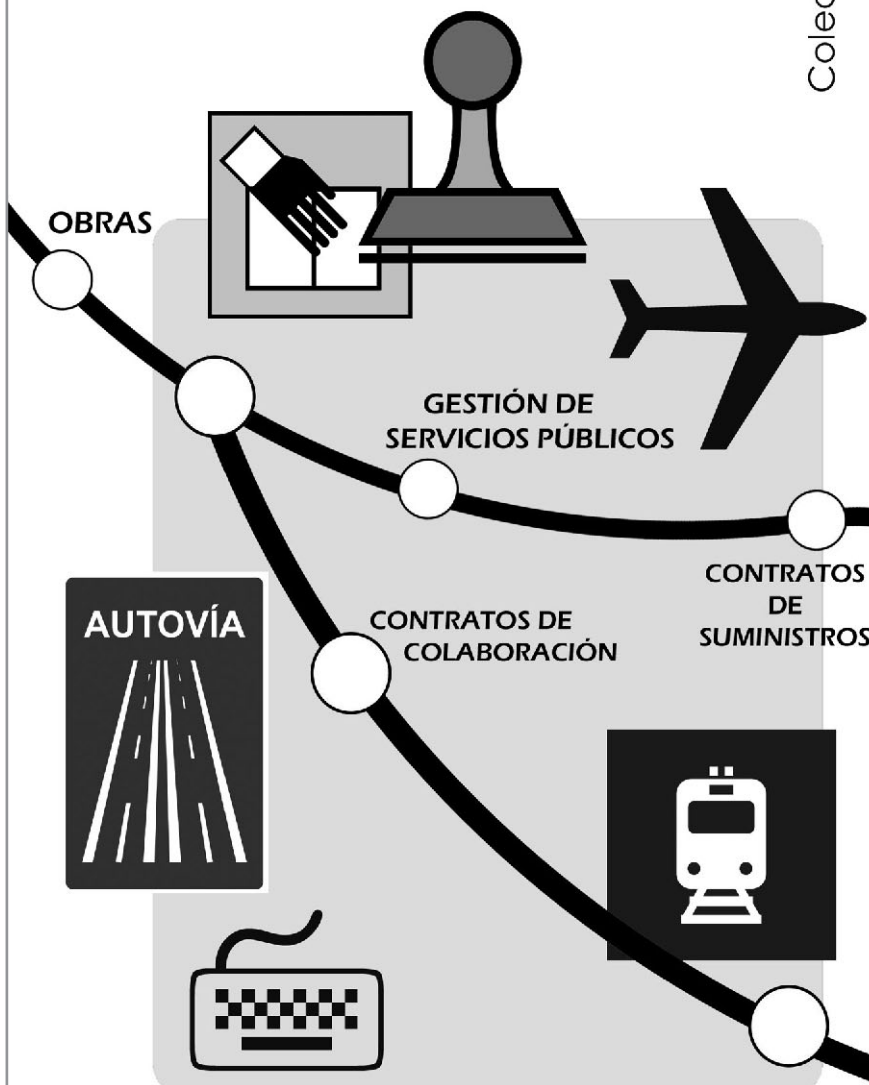 OBRAS
GESTIÓN DE
SERVICIOS PÚBLICOS
CONTRATOS
DE
SUMINISTROS
AUTOVÍA
CONTRATOS DE
COLABORACIÓN